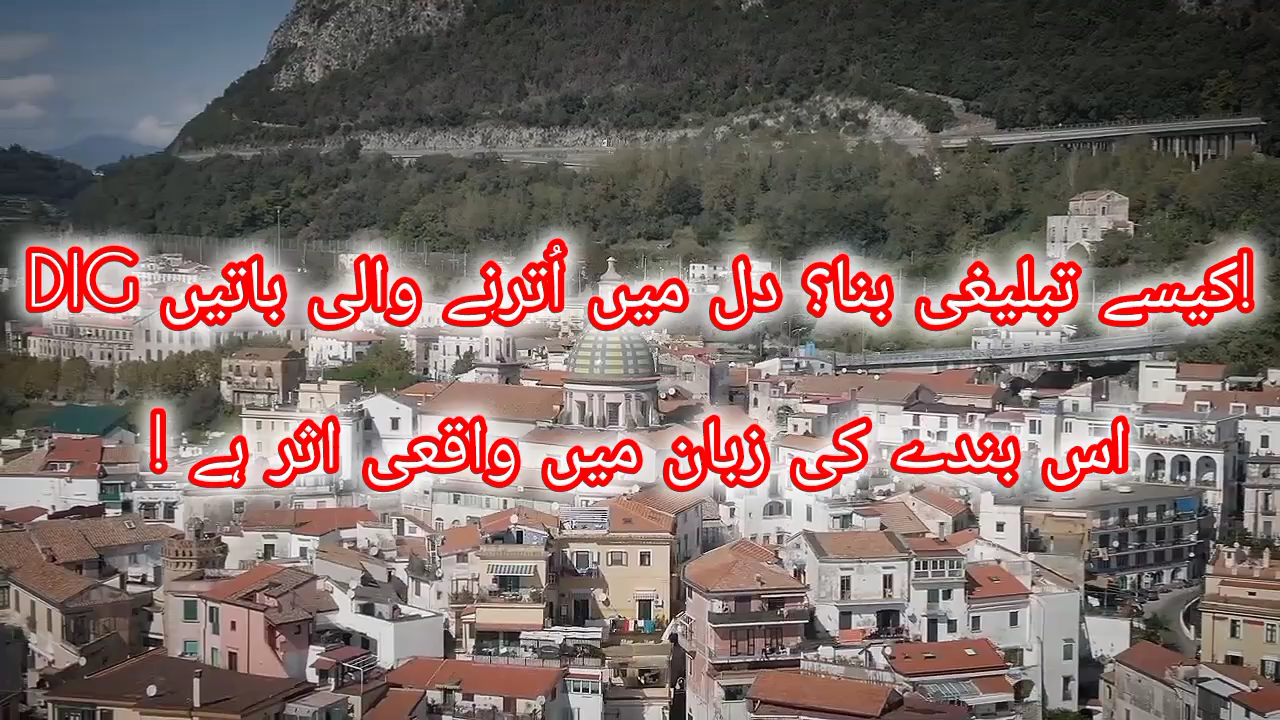 DIG کیسے تبلیغی بنا؟ دل میں اُترنے والی باتیں!
اس بندے کی زبان میں واقعی اثر ہے !